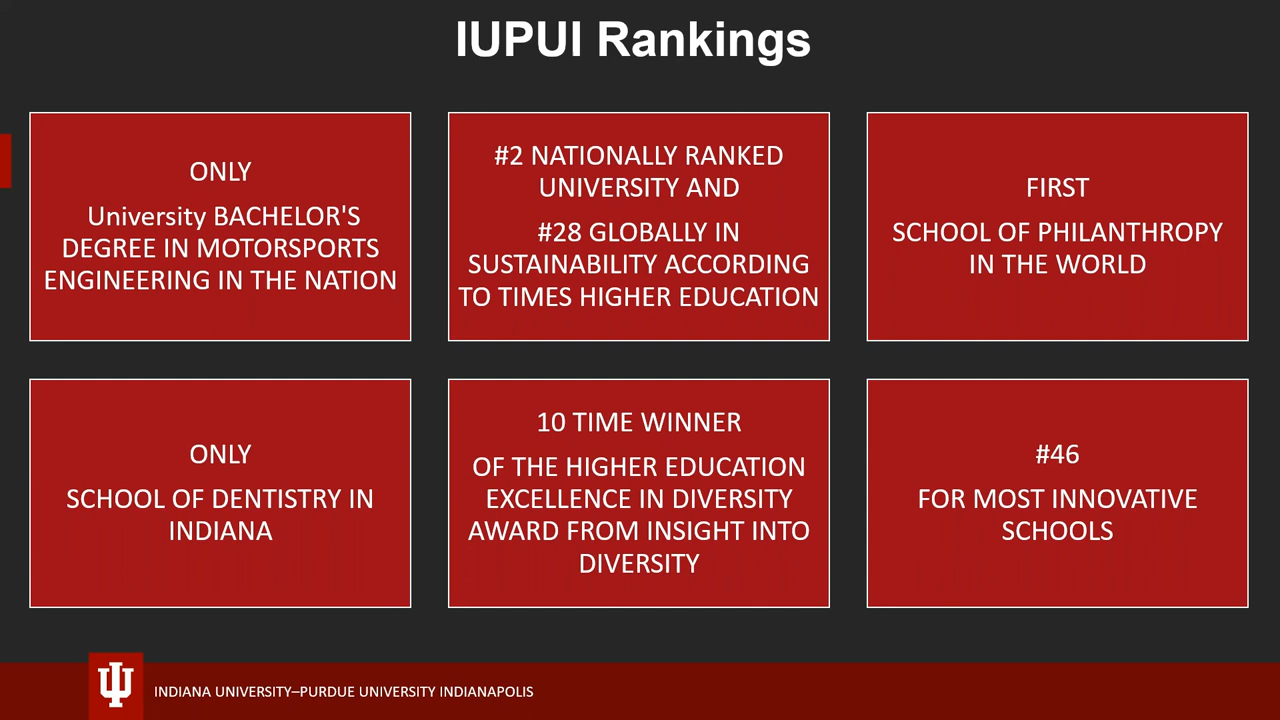 IUPUI Rankings
ONLY
University BACHELOR'S
DEGREE IN MOTORSPORTS
ENGINEERING IN THE NATION
#2 NATIONALLY RANKED
UNIVERSITY AND
#28 GLOBALLY IN
SUSTAINABILITY ACCORDING
TO TIMES HIGHER EDUCATION
FIRST
SCHOOL OF PHILANTHROPY
IN THE WORLD
ONLY
SCHOOL OF DENTISTRY IN
INDIANA
10 TIME WINNER
OF THE HIGHER EDUCATION
EXCELLENCE IN DIVERSITY
AWARD FROM INSIGHT INTO
DIVERSITY
#46
FOR MOST INNOVATIVE
SCHOOLS
INDIANA UNIVERSITY–PURDUE UNIVERSITY INDIANAPOLIS